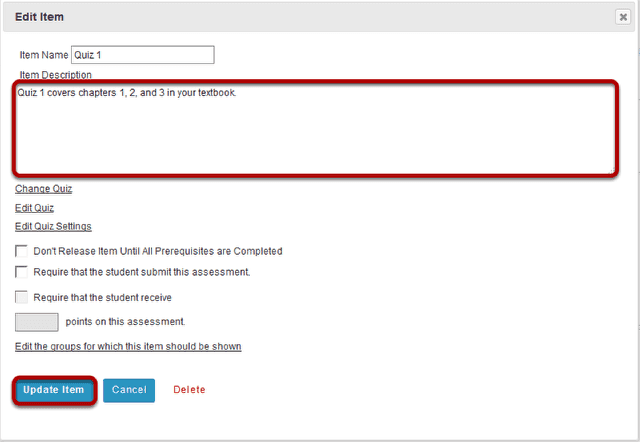 Edit Item
Item Name Quiz 1
Item Description
Quiz 1 covers chapters 1, 2, and 3 in your textbook.
Change Quiz
Edit Quiz
Edit Quiz Settings
Don't Release Item Until All Prerequisites are Completed
Require that the student submit this assessment.
Require that the student receive
points on this assessment.
Edit the groups for which this item should be shown
Update Item Cancel Delete